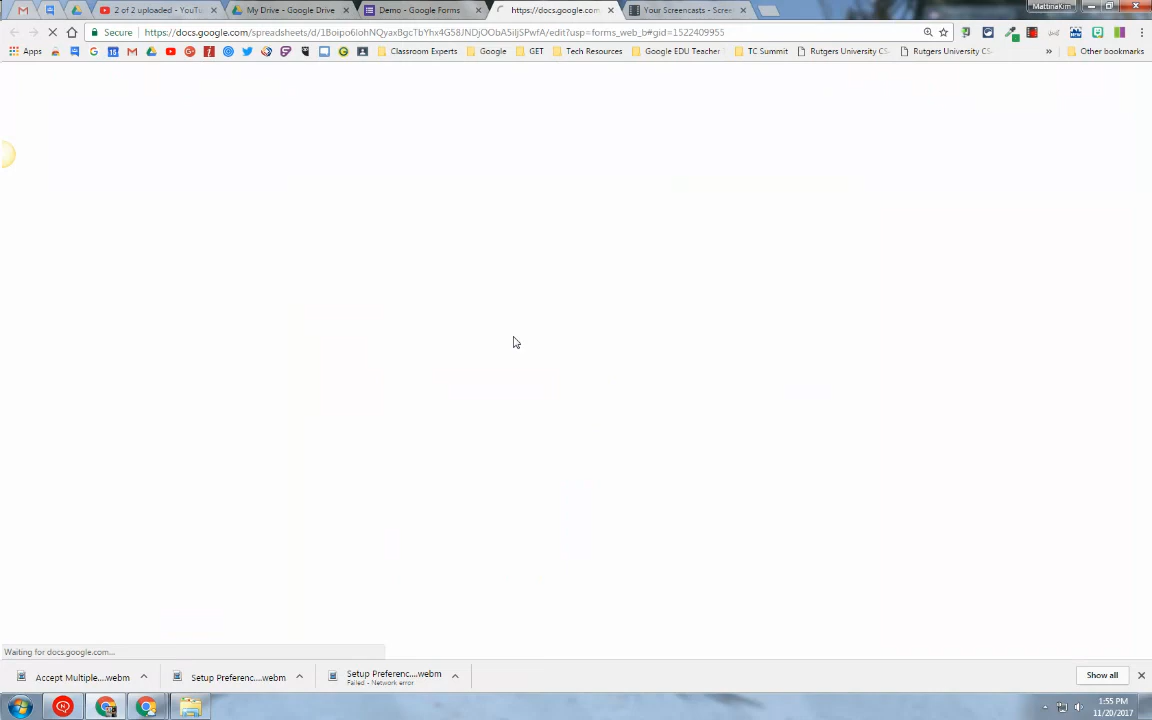 2 of 2 uploaded - YouTu
My Drive - Google Drive
Demo - Google Forms
https://docs.google.com
Your Screencasts - Scree
MattinaKim
Secure
https://docs.google.com/spreadsheets/d/1Boipo6IohNQyaxBgcTbYhx4G58JNDjOObA5iIjSPwfA/edit?usp=forms_web_b#gid=1522409955
Apps
Classroom Experts
Google
GET
Tech Resources
Google EDU Teacher
TC Summit
Rutgers University CS
Rutgers University CS
»
Other bookmarks
Waiting for docs.google.com...
Accept Multiple....webm
Setup Preferenc....webm
Setup Preferenc....webm
Failed - Network error
Show all
1:55 PM
11/20/2017